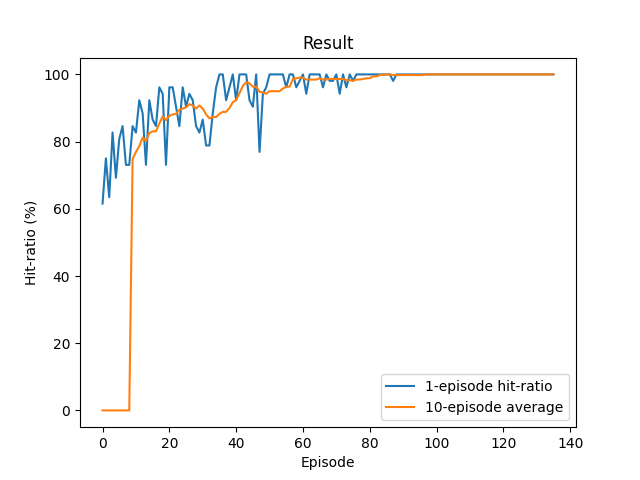 Result
Hit-ratio (%)
100
80
60
40
20
0
0 20 40 60 80 100 120 140
Episode
1-episode hit-ratio
10-episode average